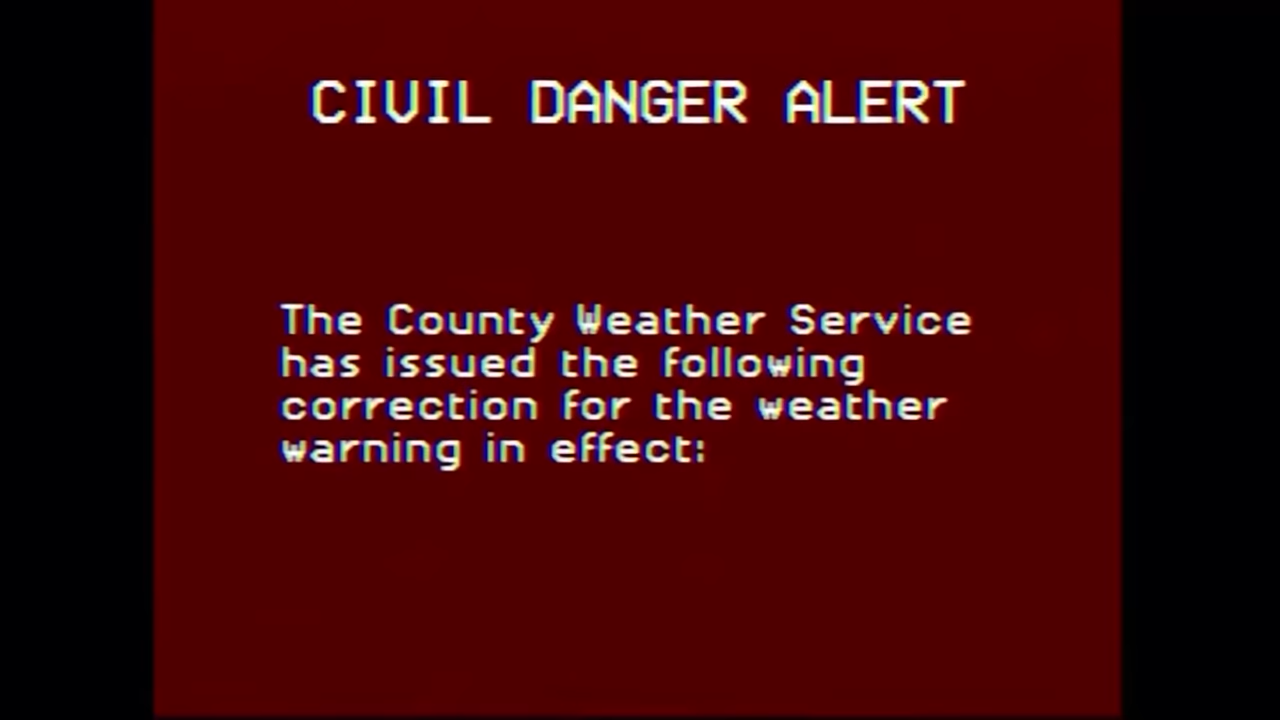 CIVIL DANGER ALERT
The County Weather Service
has issued the following
correction for the weather
warning in effect: